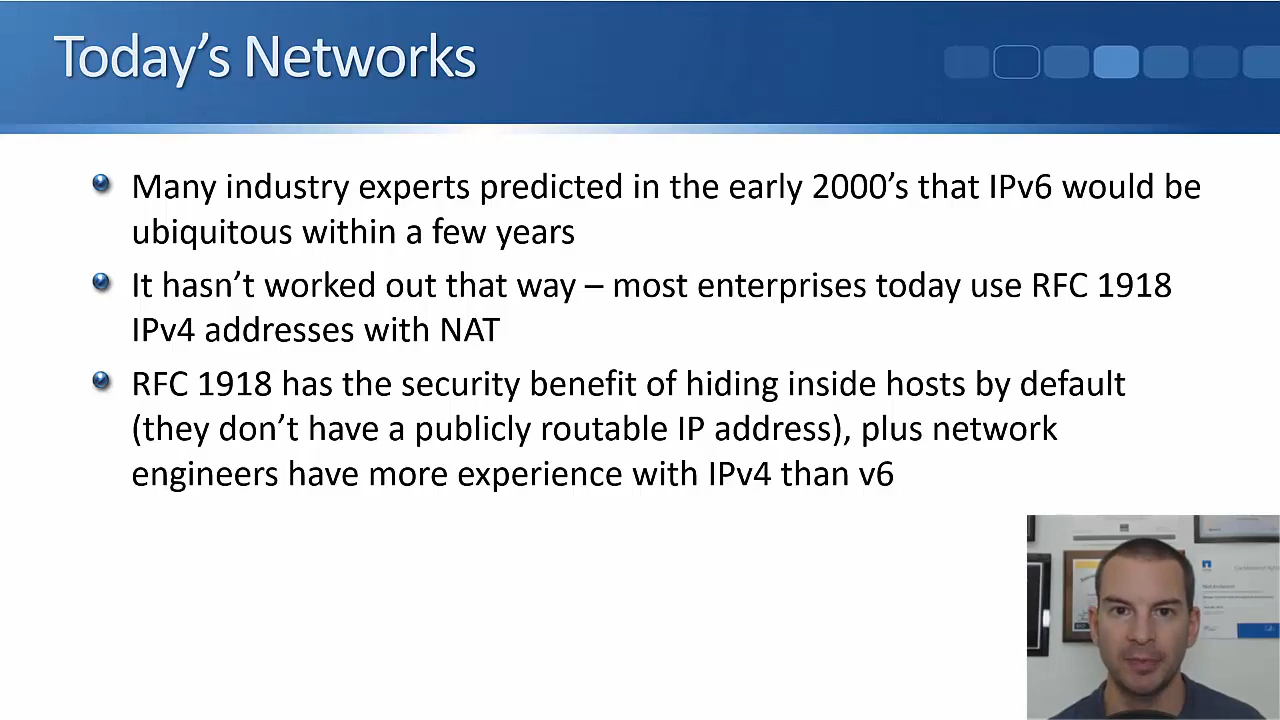 Today’s Networks
Many industry experts predicted in the early 2000’s that IPv6 would be
ubiquitous within a few years
It hasn’t worked out that way – most enterprises today use RFC 1918
IPv4 addresses with NAT
RFC 1918 has the security benefit of hiding inside hosts by default
(they don’t have a publicly routable IP address), plus network
engineers have more experience with IPv4 than v6